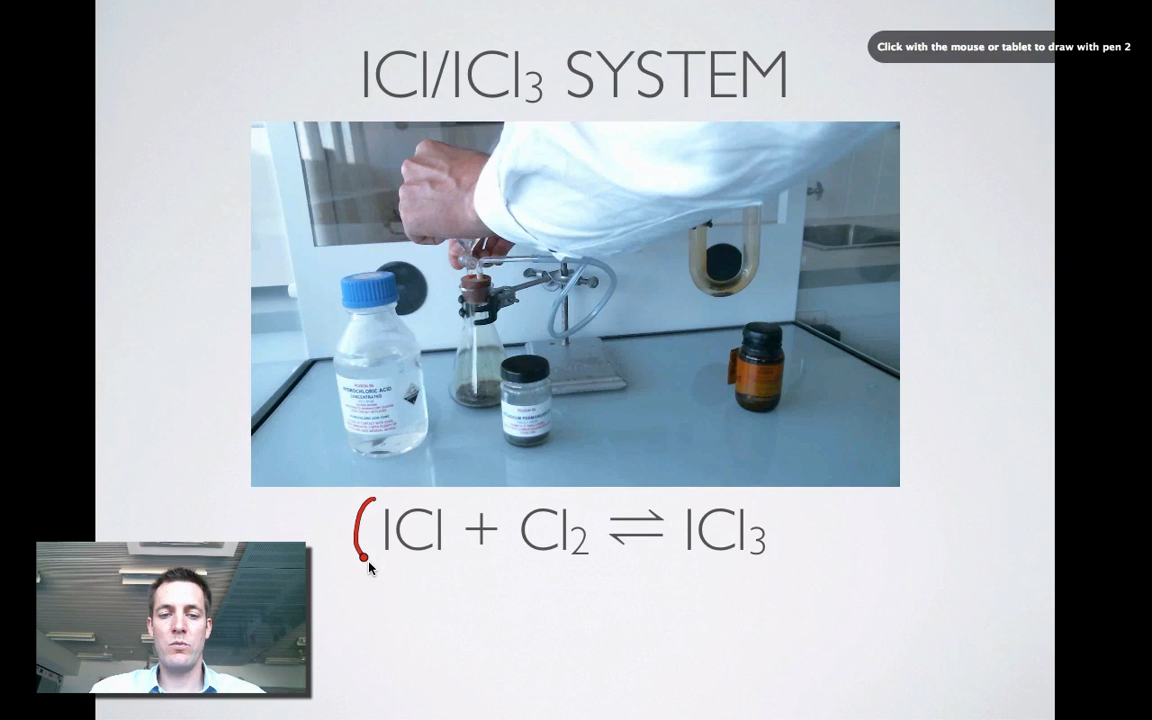 Click with the mouse or tablet to draw with pen 2
ICl/ICl₃ SYSTEM
HYDROCHLORIC ACID
CONCENTRATED
ICl + Cl₂ ⇌ ICl₃